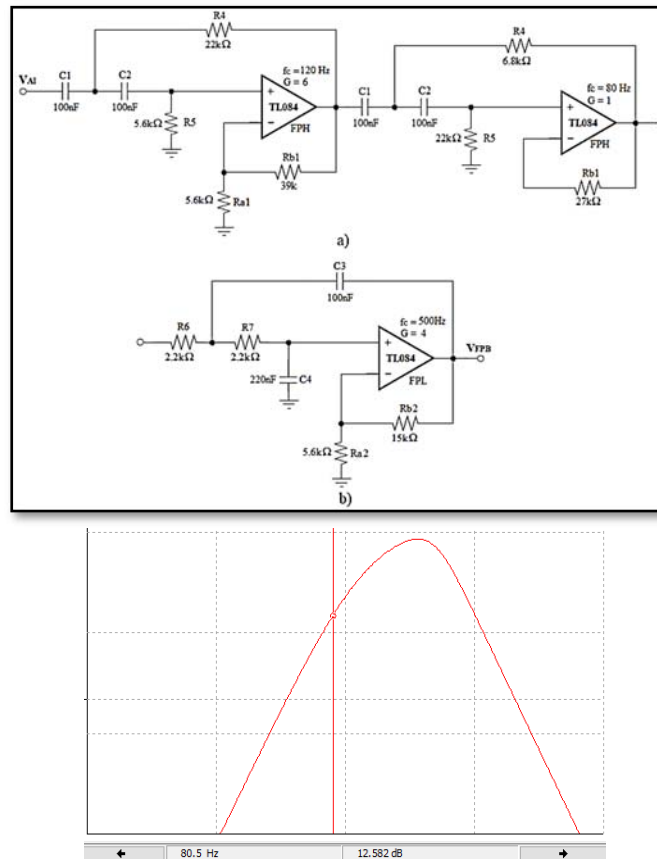 R4
22kΩ
R4
6.8kΩ
VAI
C1
100nF
C2
100nF
fc = 120 Hz
G = 6
TL084
FPH
5.6kΩ
R5
C1
100nF
C2
100nF
fc = 80 Hz
G = 1
TL084
FPH
22kΩ
R5
Rb1
39k
5.6kΩ
Ra1
Rb1
27kΩ
a)
C3
100nF
R6
2.2kΩ
R7
2.2kΩ
fc = 500Hz
G = 4
TL084
FPL
VFPB
220nF
C4
Rb2
15kΩ
5.6kΩ
Ra2
b)
80.5 Hz
12.582 dB